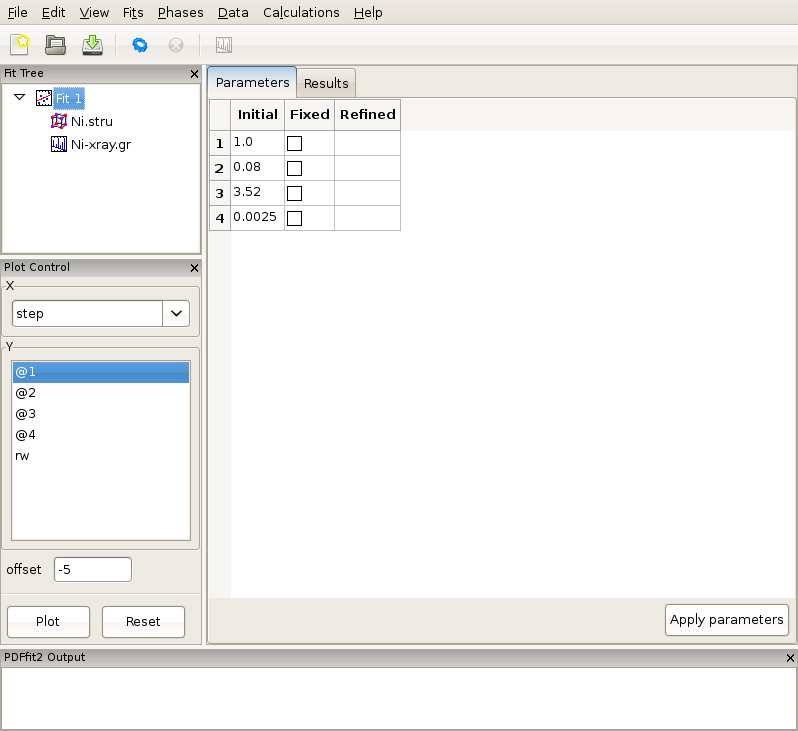 File Edit View Fits Phases Data Calculations Help
Fit Tree
Fit 1
Ni.stru
Ni-xray.gr
Plot Control
X
step
Y
@1
@2
@3
@4
rw
offset -5
Plot Reset
Parameters Results
Initial Fixed Refined
1 1.0
2 0.08
3 3.52
4 0.0025
Apply parameters
PDFfit2 Output